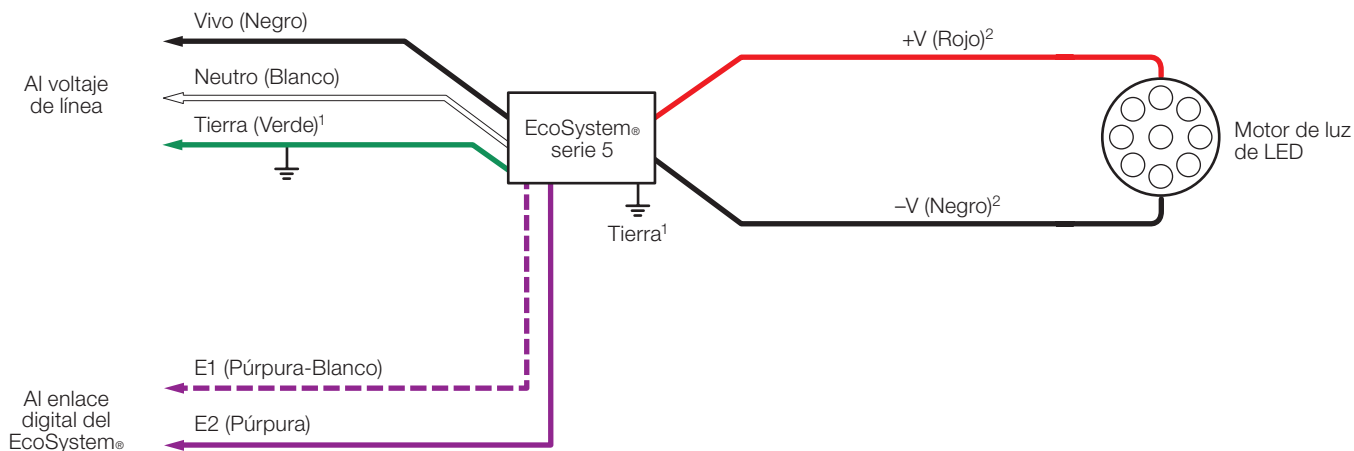 Vivo (Negro)
Al voltaje
de línea
Neutro (Blanco)
Tierra (Verde)¹
EcoSystem®
serie 5
Tierra¹
+V (Rojo)²
–V (Negro)²
Motor de luz
de LED
E1 (Púrpura-Blanco)
Al enlace
digital del
EcoSystem®
E2 (Púrpura)